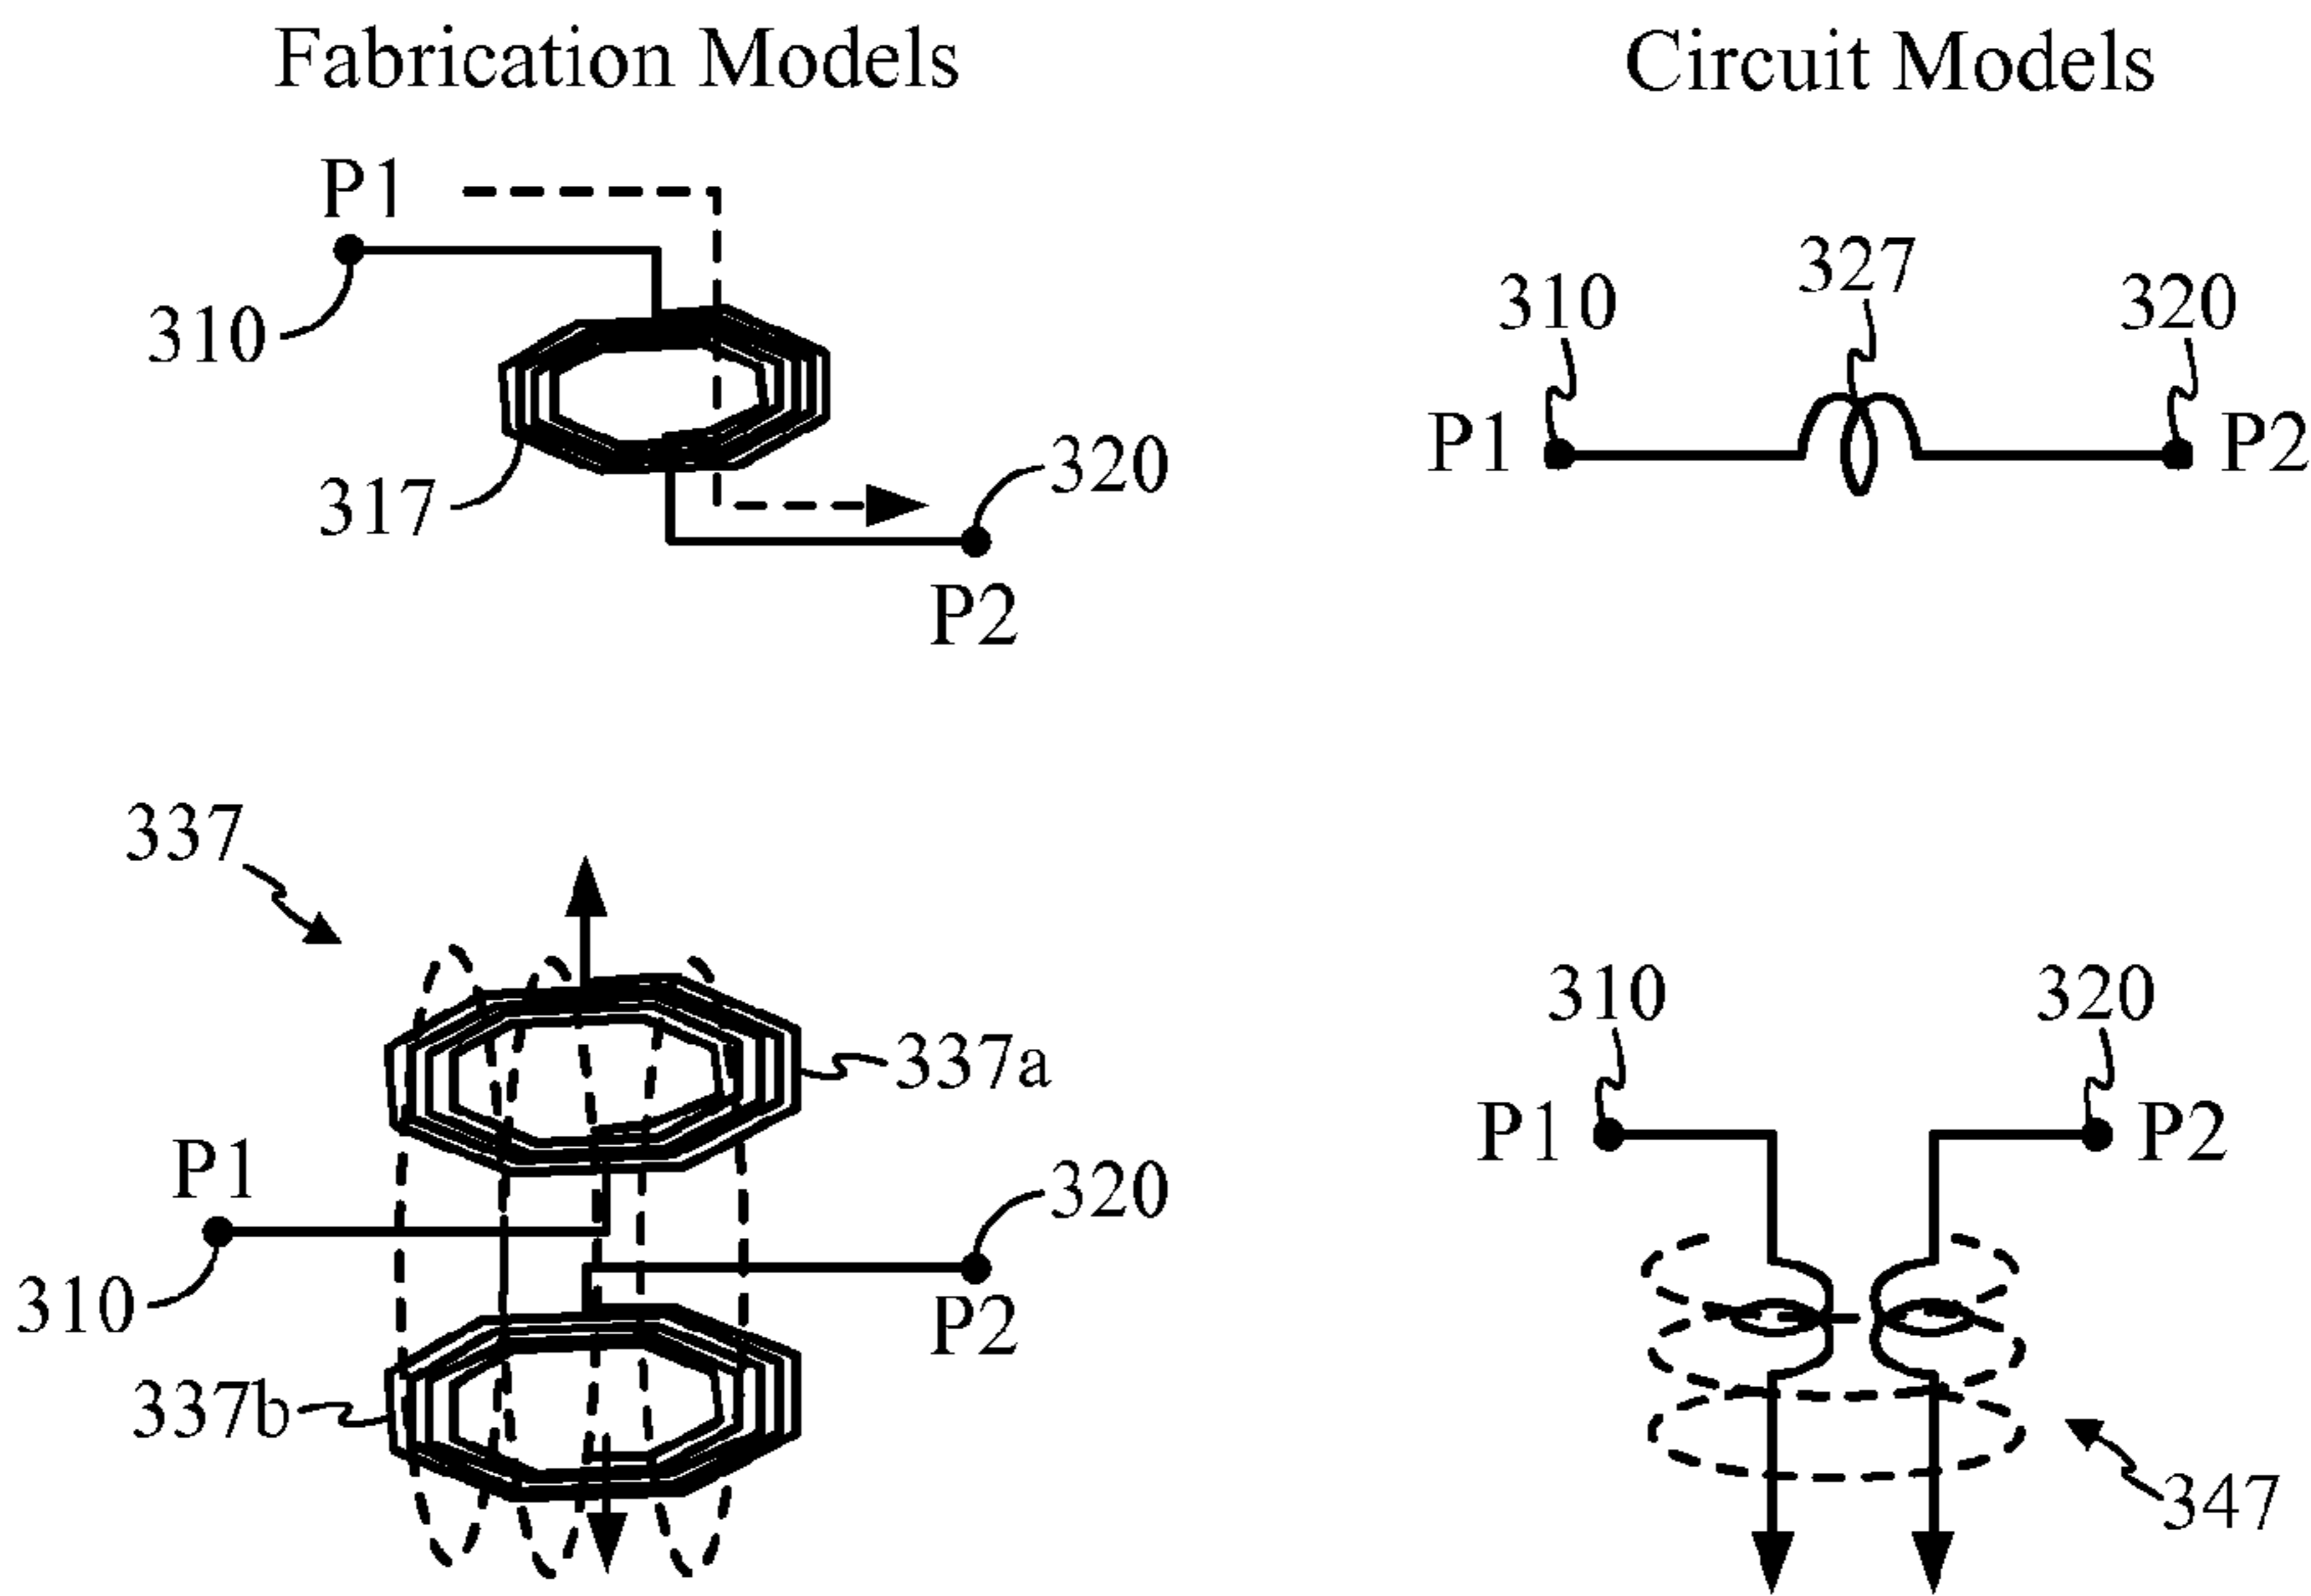 Fabrication Models
Circuit Models
P1
310
317
320
P2
310
327
320
P1
P2
337
337a
P1
310
320
P2
337b
310
320
P1
P2
347